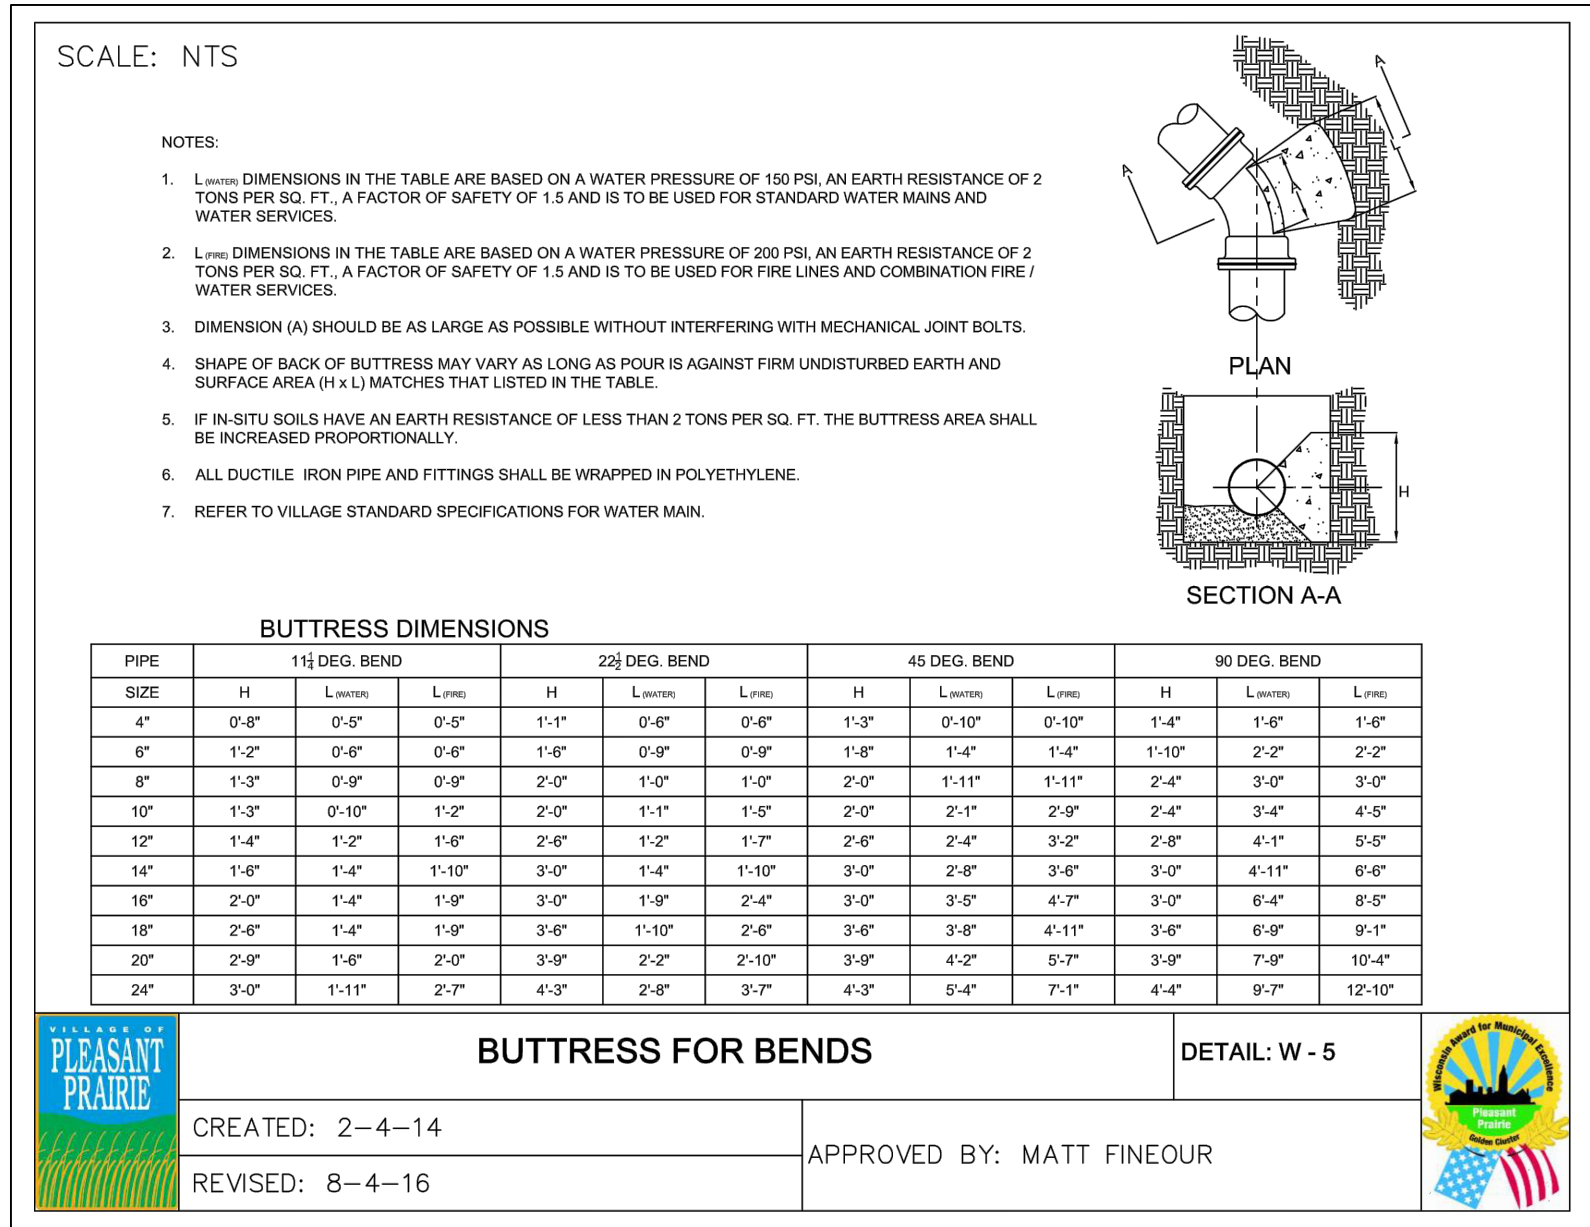 SCALE: NTS
NOTES:
1. L (WATER) DIMENSIONS IN THE TABLE ARE BASED ON A WATER PRESSURE OF 150 PSI, AN EARTH RESISTANCE OF 2
TONS PER SQ. FT., A FACTOR OF SAFETY OF 1.5 AND IS TO BE USED FOR STANDARD WATER MAINS AND
WATER SERVICES.
2. L (FIRE) DIMENSIONS IN THE TABLE ARE BASED ON A WATER PRESSURE OF 200 PSI, AN EARTH RESISTANCE OF 2
TONS PER SQ. FT., A FACTOR OF SAFETY OF 1.5 AND IS TO BE USED FOR FIRE LINES AND COMBINATION FIRE /
WATER SERVICES.
3. DIMENSION (A) SHOULD BE AS LARGE AS POSSIBLE WITHOUT INTERFERING WITH MECHANICAL JOINT BOLTS.
4. SHAPE OF BACK OF BUTTRESS MAY VARY AS LONG AS POUR IS AGAINST FIRM UNDISTURBED EARTH AND
SURFACE AREA (H x L) MATCHES THAT LISTED IN THE TABLE.
5. IF IN-SITU SOILS HAVE AN EARTH RESISTANCE OF LESS THAN 2 TONS PER SQ. FT. THE BUTTRESS AREA SHALL
BE INCREASED PROPORTIONALLY.
6. ALL DUCTILE IRON PIPE AND FITTINGS SHALL BE WRAPPED IN POLYETHYLENE.
7. REFER TO VILLAGE STANDARD SPECIFICATIONS FOR WATER MAIN.
A
A
A
L
PLAN
H
SECTION A-A
BUTTRESS DIMENSIONS
PIPE 11 1/4 DEG. BEND 22 1/2 DEG. BEND 45 DEG. BEND 90 DEG. BEND
SIZE H L (WATER) L (FIRE) H L (WATER) L (FIRE) H L (WATER) L (FIRE) H L (WATER) L (FIRE)
4" 0'-8" 0'-5" 0'-5" 1'-1" 0'-6" 0'-6" 1'-3" 0'-10" 0'-10" 1'-4" 1'-6" 1'-6"
6" 1'-2" 0'-6" 0'-6" 1'-6" 0'-9" 0'-9" 1'-8" 1'-4" 1'-4" 1'-10" 2'-2" 2'-2"
8" 1'-3" 0'-9" 0'-9" 2'-0" 1'-0" 1'-0" 2'-0" 1'-11" 1'-11" 2'-4" 3'-0" 3'-0"
10" 1'-3" 0'-10" 1'-2" 2'-0" 1'-1" 1'-5" 2'-0" 2'-1" 2'-9" 2'-4" 3'-4" 4'-5"
12" 1'-4" 1'-2" 1'-6" 2'-6" 1'-2" 1'-7" 2'-6" 2'-4" 3'-2" 2'-8" 4'-1" 5'-5"
14" 1'-6" 1'-4" 1'-10" 3'-0" 1'-4" 1'-10" 3'-0" 2'-8" 3'-6" 3'-0" 4'-11" 6'-6"
16" 2'-0" 1'-4" 1'-9" 3'-0" 1'-9" 2'-4" 3'-0" 3'-5" 4'-7" 3'-0" 6'-4" 8'-5"
18" 2'-6" 1'-4" 1'-9" 3'-6" 1'-10" 2'-6" 3'-6" 3'-8" 4'-11" 3'-6" 6'-9" 9'-1"
20" 2'-9" 1'-6" 2'-0" 3'-9" 2'-2" 2'-10" 3'-9" 4'-2" 5'-7" 3'-9" 7'-9" 10'-4"
24" 3'-0" 1'-11" 2'-7" 4'-3" 2'-8" 3'-7" 4'-3" 5'-4" 7'-1" 4'-4" 9'-7" 12'-10"
VILLAGE OF
PLEASANT
PRAIRIE
BUTTRESS FOR BENDS
DETAIL: W - 5
CREATED: 2-4-14
REVISED: 8-4-16
APPROVED BY: MATT FINEOUR
Wisconsin Award for Municipal Excellence
Pleasant
Prairie
Golden Cluster